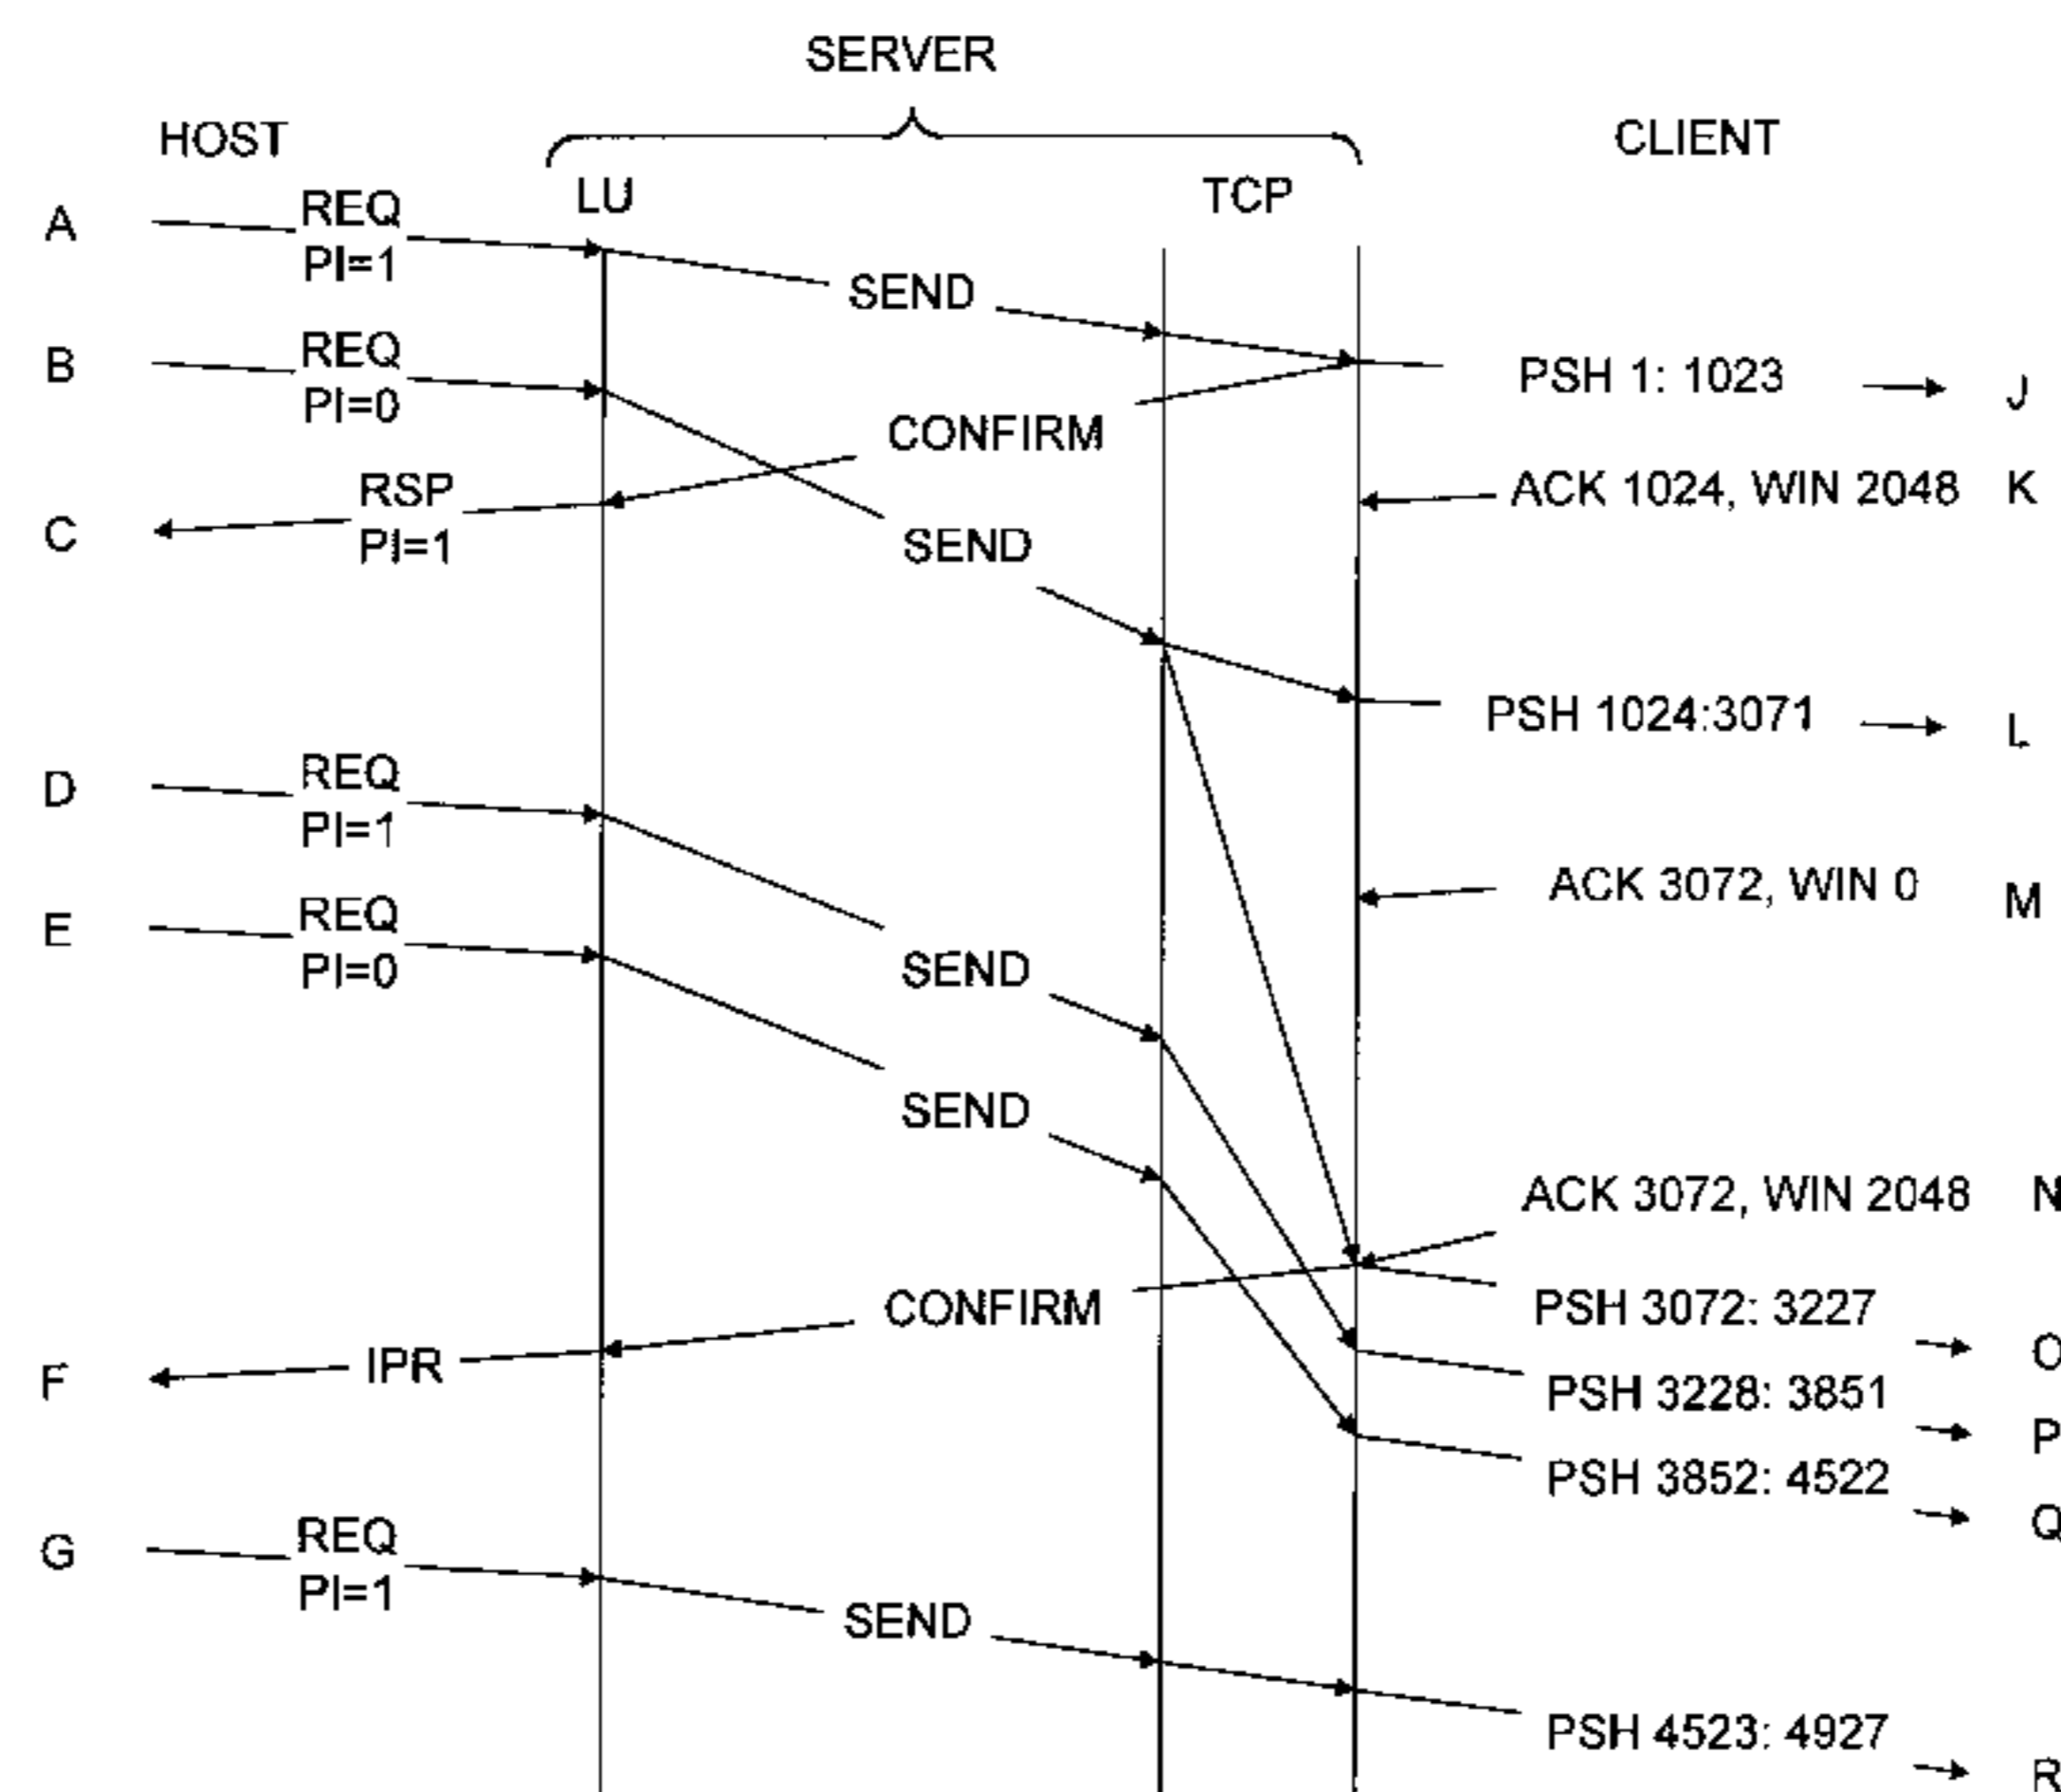 SERVER
HOST
CLIENT
LU
TCP
A
REQ
PI=1
SEND
B
REQ
PI=0
PSH 1: 1023
J
CONFIRM
C
RSP
PI=1
ACK 1024, WIN 2048
K
SEND
PSH 1024:3071
L
D
REQ
PI=1
E
REQ
PI=0
ACK 3072, WIN 0
M
SEND
SEND
ACK 3072, WIN 2048
N
CONFIRM
PSH 3072: 3227
O
F
IPR
PSH 3228: 3851
P
PSH 3852: 4522
Q
G
REQ
PI=1
SEND
PSH 4523: 4927
R